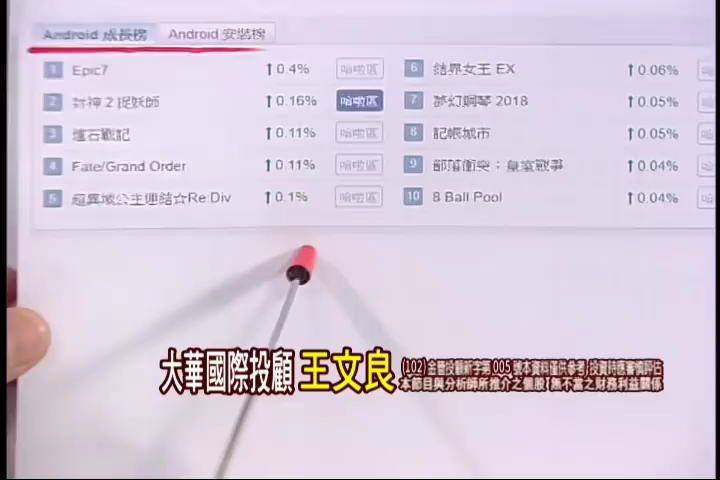 Android 成長榜 Android 安裝榜
1 Epic7 ↑0.4% 哈啦區
2 封神2捉妖師 ↑0.16% 哈啦區
3 爐石戰記 ↑0.11% 哈啦區
4 Fate/Grand Order ↑0.11% 哈啦區
5 超異域公主連結☆Re:Div ↑0.1% 哈啦區
6 結界女王 EX ↑0.06%
7 夢幻鋼琴 2018 ↑0.05%
8 記帳城市 ↑0.05%
9 部落衝突：皇室戰爭 ↑0.04%
10 8 Ball Pool ↑0.04%
大華國際投顧 王文良
(102)金管投顧新字第005號本資料僅供參考,投資時應審慎評估
本節目與分析師所推介之個股「無不當之財務利益關係